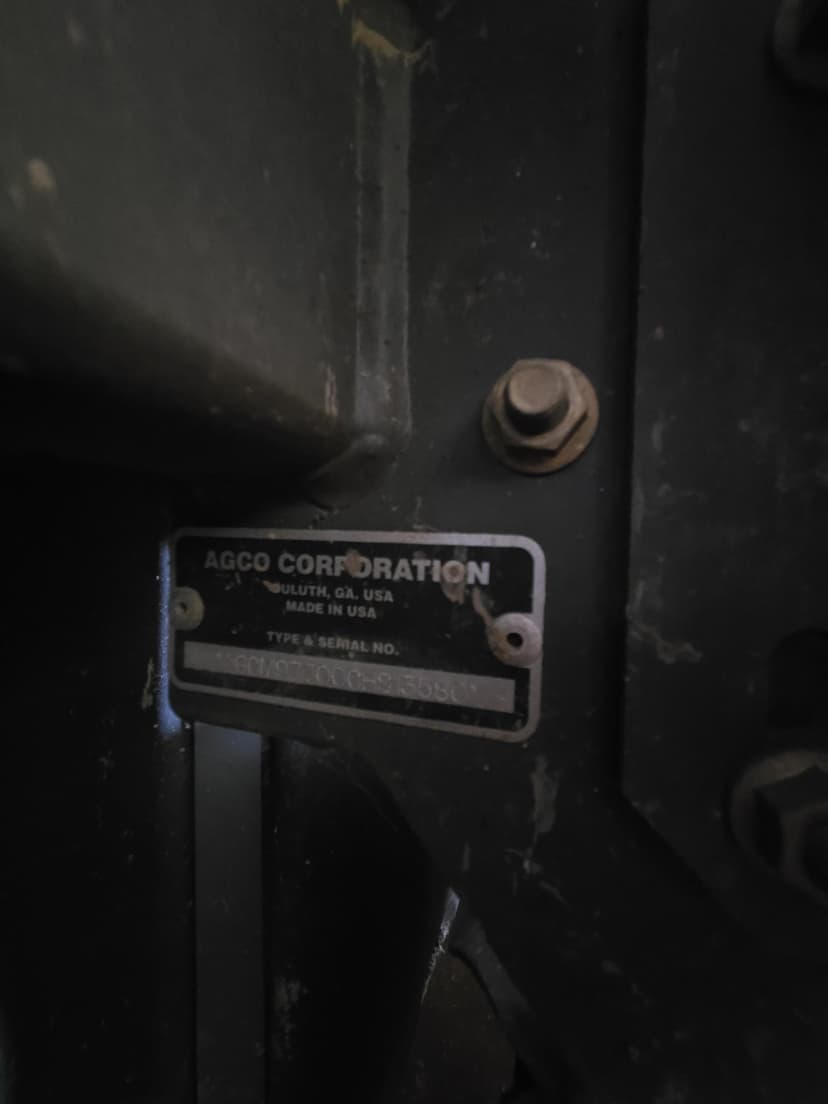 AGCO CORPORATION
DULUTH, GA. USA
MADE IN USA
TYPE & SERIAL NO.